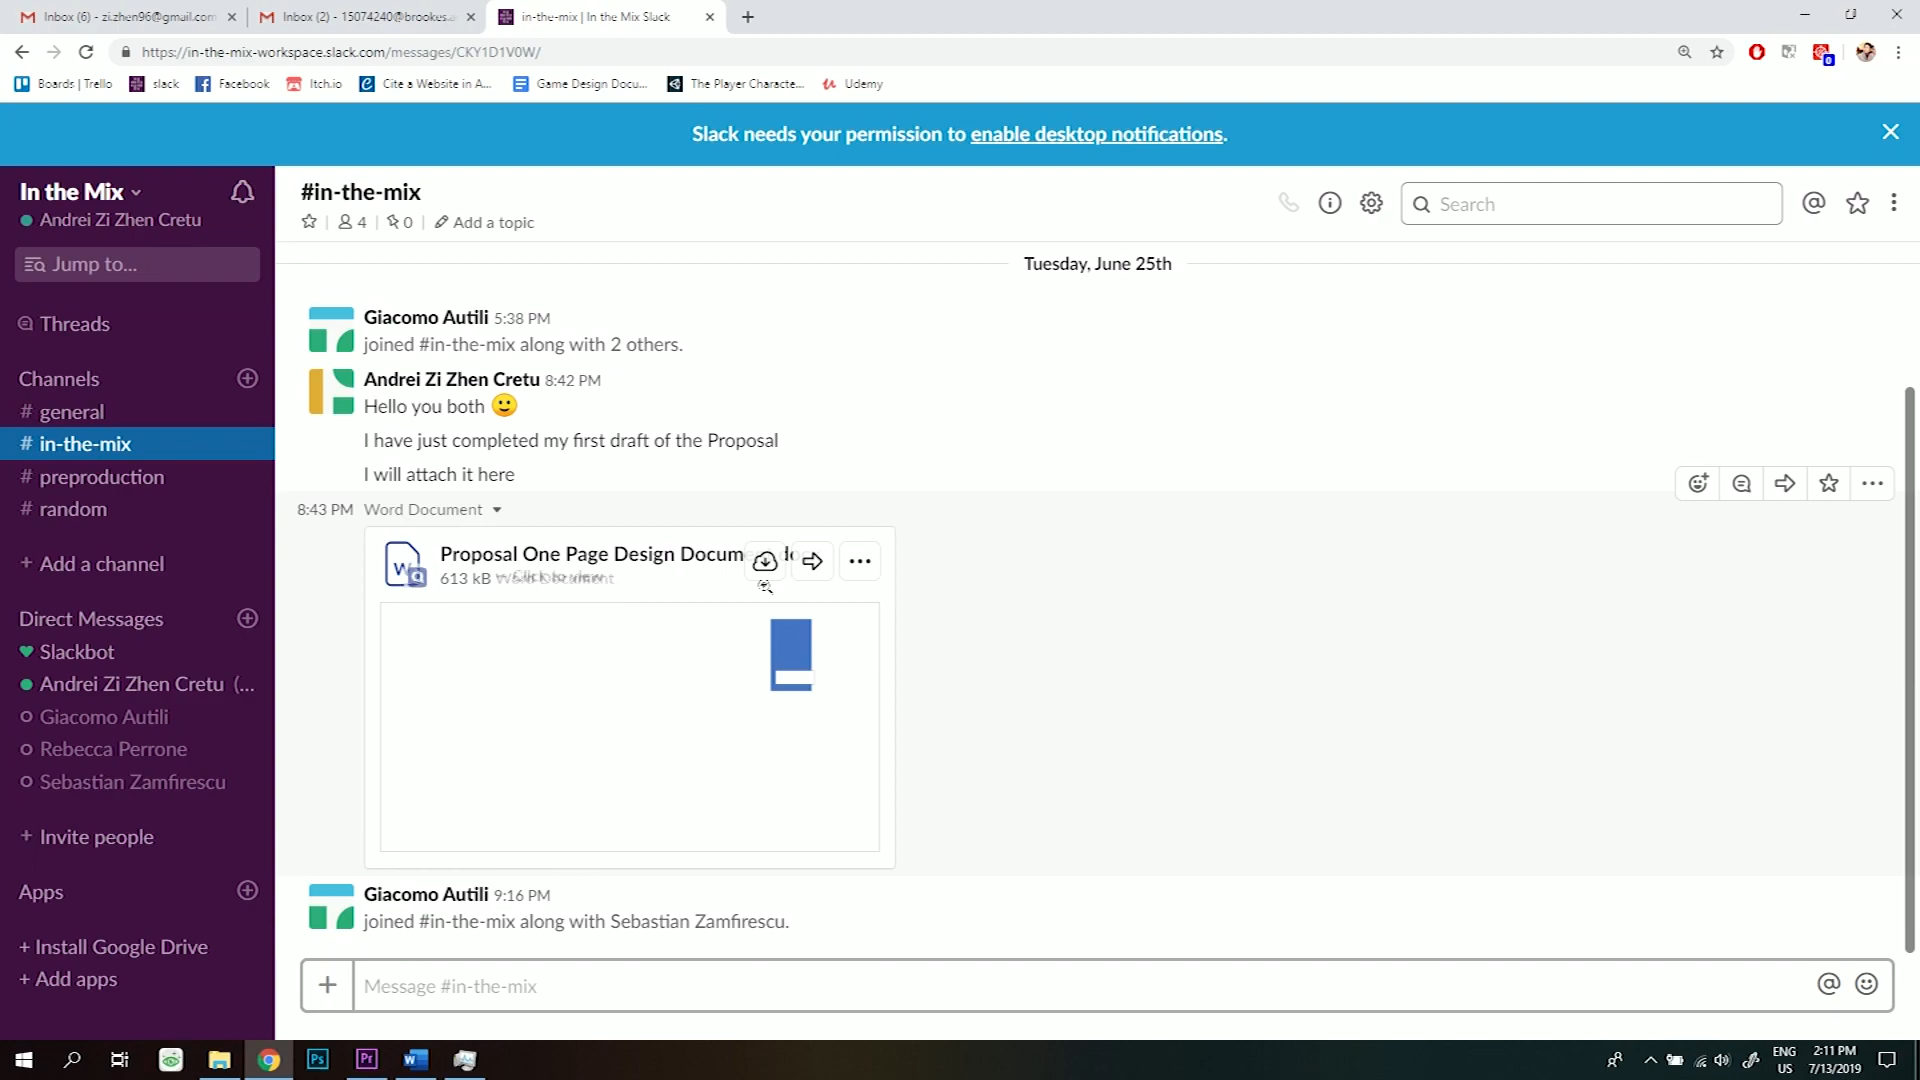 Inbox (6) - zi.zhen96@gmail.com
Inbox (2) - 15074240@brookes.a
in-the-mix | In the Mix Slack
https://in-the-mix-workspace.slack.com/messages/CKY1D1V0W/
Boards | Trello
slack
Facebook
Itch.io
Cite a Website in A...
Game Design Docu...
The Player Characte...
Udemy
Slack needs your permission to enable desktop notifications.
In the Mix
Andrei Zi Zhen Cretu
Jump to...
Threads
Channels
# general
# in-the-mix
# preproduction
# random
+ Add a channel
Direct Messages
Slackbot
Andrei Zi Zhen Cretu (...
Giacomo Autili
Rebecca Perrone
Sebastian Zamfirescu
+ Invite people
Apps
+ Install Google Drive
+ Add apps
#in-the-mix
4 | 0 | Add a topic
Search
Tuesday, June 25th
Giacomo Autili 5:38 PM
joined #in-the-mix along with 2 others.
Andrei Zi Zhen Cretu 8:42 PM
Hello you both 🙂
I have just completed my first draft of the Proposal
I will attach it here
8:43 PM Word Document
Proposal One Page Design
613 kB
Giacomo Autili 9:16 PM
joined #in-the-mix along with Sebastian Zamfirescu.
Message #in-the-mix
Ps
Pr
ENG
US
2:11 PM
7/13/2019